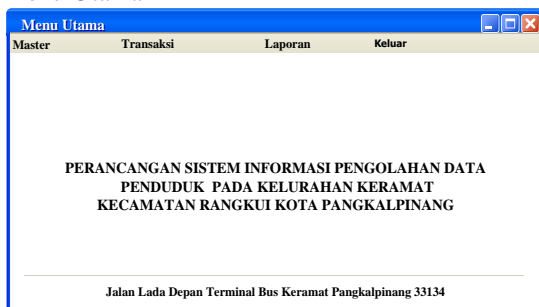 Menu Utama
Master Transaksi Laporan Keluar
PERANCANGAN SISTEM INFORMASI PENGOLAHAN DATA
PENDUDUK PADA KELURAHAN KERAMAT
KECAMATAN RANGKUI KOTA PANGKALPINANG
Jalan Lada Depan Terminal Bus Keramat Pangkalpinang 33134